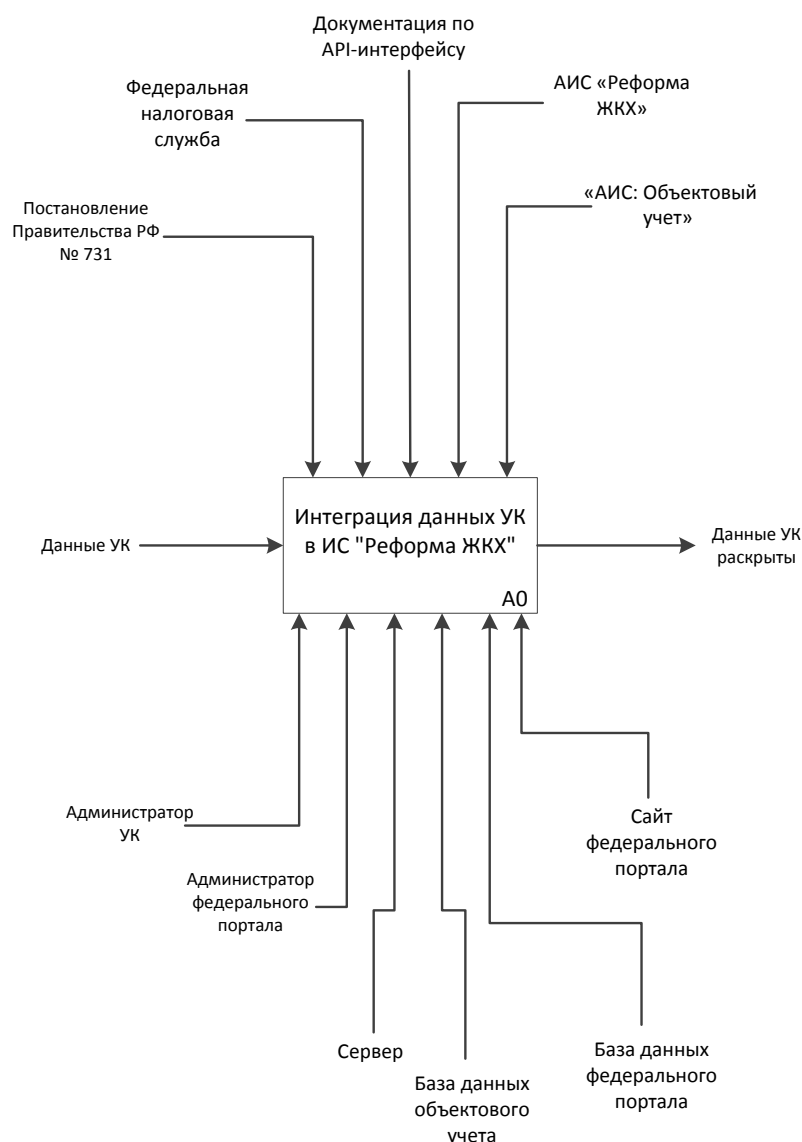 Документация по
API-интерфейсу
Федеральная
налоговая
служба
АИС «Реформа
ЖКХ»
Постановление
Правительства РФ
№ 731
«АИС: Объектовый
учет»
Данные УК
Интеграция данных УК
в ИС "Реформа ЖКХ"
А0
Данные УК
раскрыты
Администратор
УК
Администратор
федерального
портала
Сервер
База данных
объектового
учета
База данных
федерального
портала
Сайт
федерального
портала